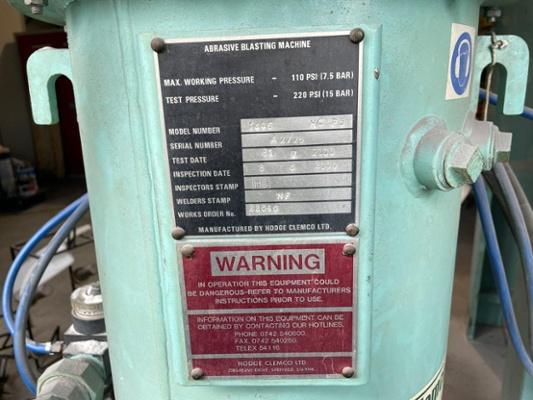 ABRASIVE BLASTING MACHINE
MAX. WORKING PRESSURE - 110 PSI (7.5 BAR)
TEST PRESSURE - 220 PSI (15 BAR)
MODEL NUMBER
SERIAL NUMBER
TEST DATE
INSPECTION DATE
INSPECTORS STAMP
WELDERS STAMP
WORKS ORDER No.
MANUFACTURED BY HODGE CLEMCO LTD.
WARNING
IN OPERATION THIS EQUIPMENT COULD
BE DANGEROUS-REFER TO MANUFACTURERS
INSTRUCTIONS PRIOR TO USE.
INFORMATION ON THIS EQUIPMENT CAN BE
OBTAINED BY CONTACTING OUR HOTLINES.
PHONE 0742 540600.
FAX. 0742 540250.
TELEX 54116.
HODGE CLEMCO LTD